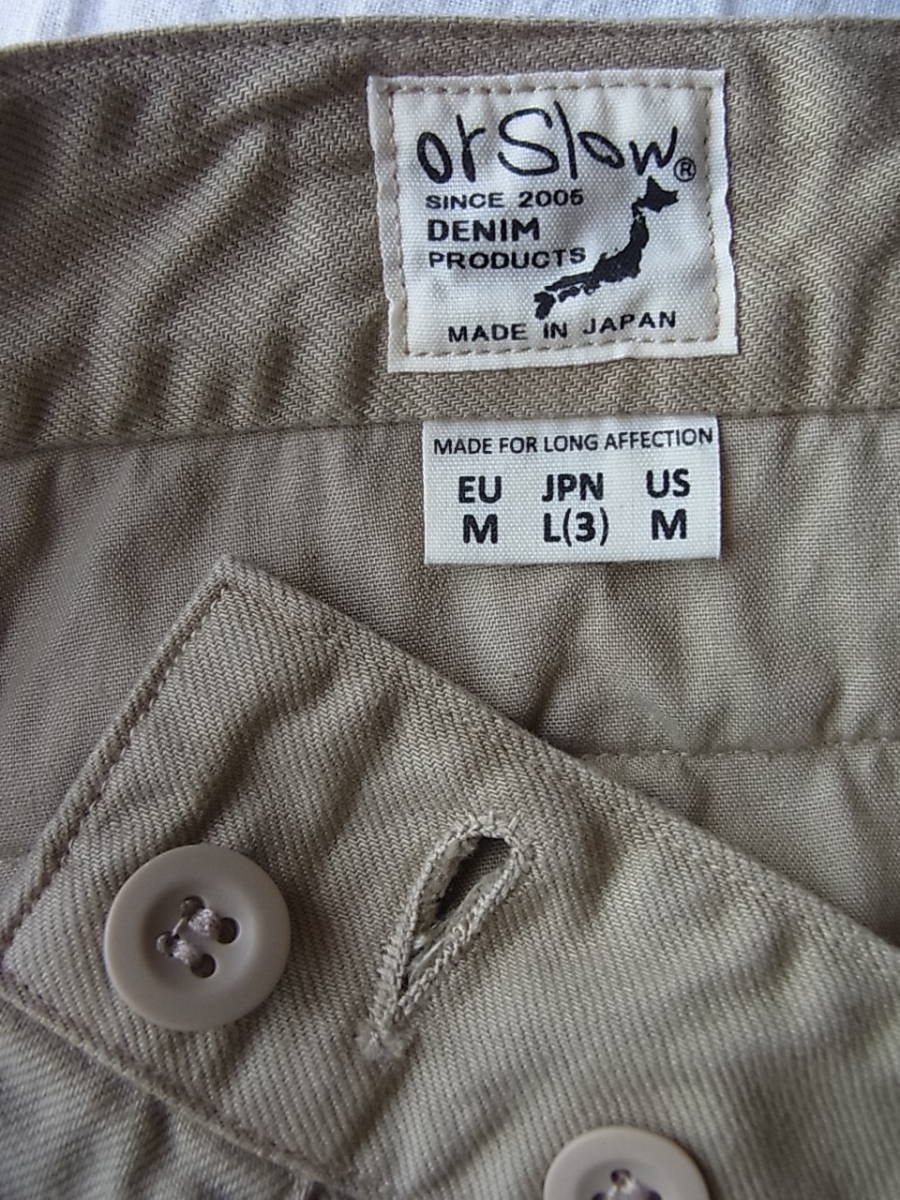 orSlow®
SINCE 2005
DENIM
PRODUCTS
MADE IN JAPAN
MADE FOR LONG AFFECTION
EU JPN US
M L(3) M